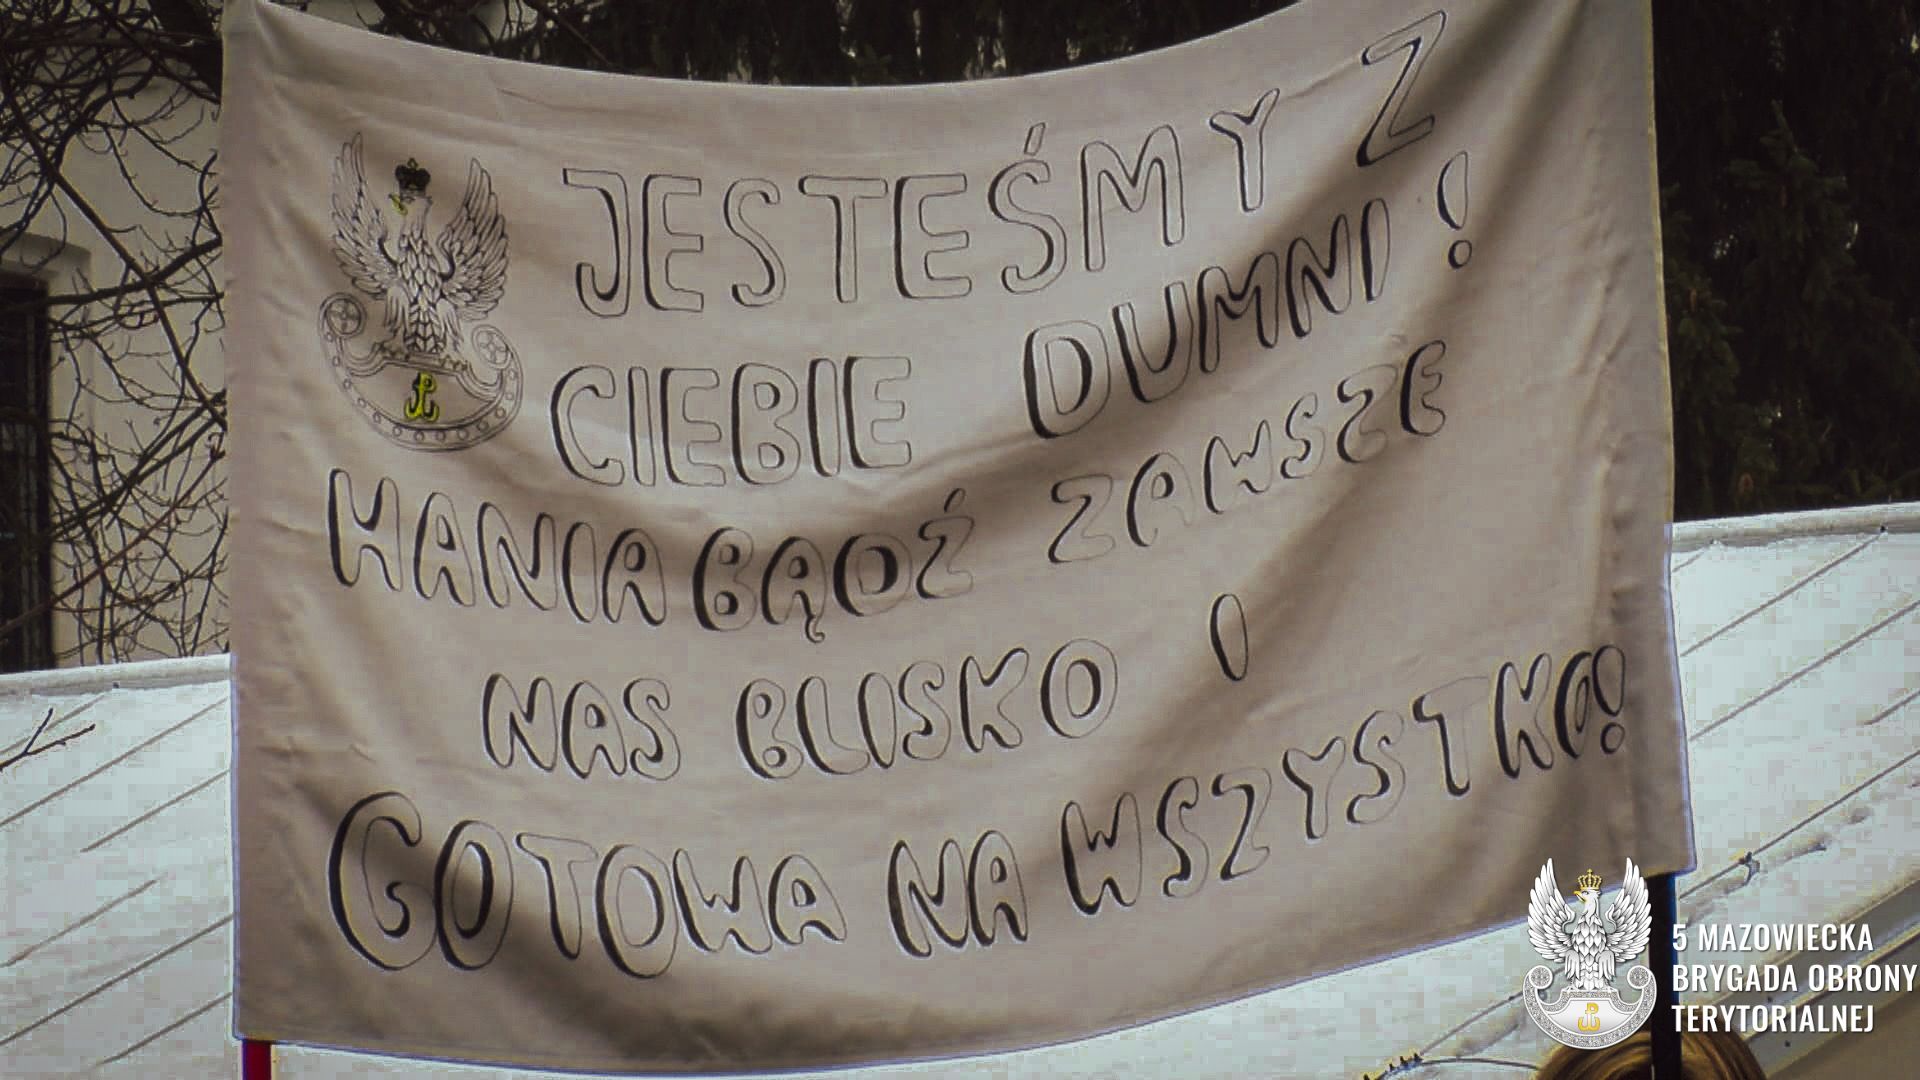 JESTEŚMY Z
CIEBIE DUMNI!
HANIA BĄDŹ ZAWSZE
NAS BLISKO I
GOTOWA NA WSZYSTKO!
5 MAZOWIECKA
BRYGADA OBRONY
TERYTORIALNEJ